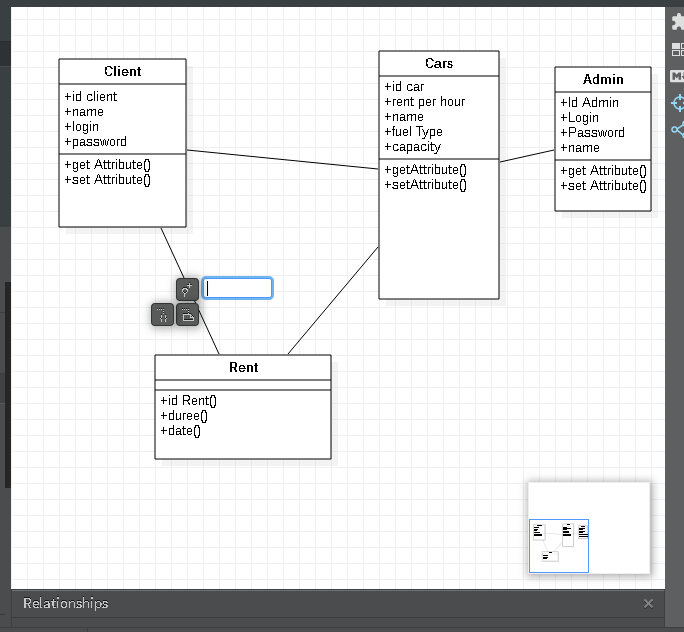 Client
+id client
+name
+login
+password
+get Attribute()
+set Attribute()
Cars
+id car
+rent per hour
+name
+fuel Type
+capacity
+getAttribute()
+setAttribute()
Admin
+Id Admin
+Login
+Password
+name
+get Attribute()
+set Attribute()
Rent
+id Rent()
+duree()
+date()
Relationships